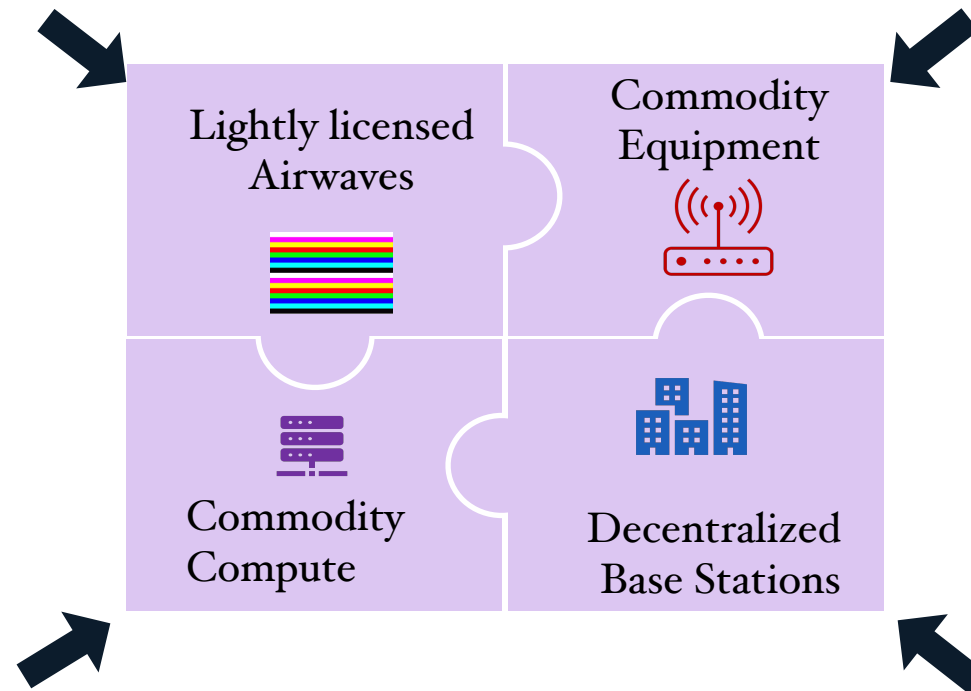 Lightly licensed
Airwaves
Commodity
Equipment
Commodity
Compute
Decentralized
Base Stations